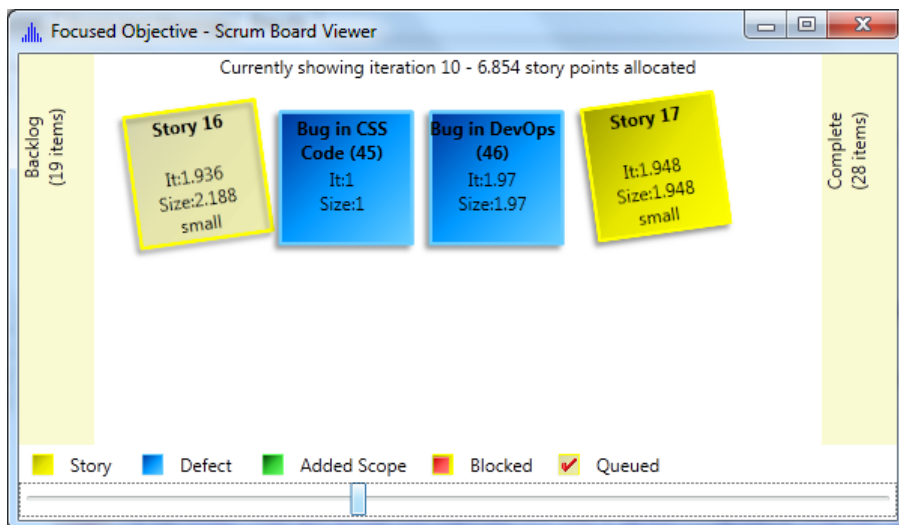 Focused Objective - Scrum Board Viewer
Currently showing iteration 10 - 6.854 story points allocated
Backlog
(19 items)
Story 16
It:1.936
Size:2.188
small
Bug in CSS
Code (45)
It:1
Size:1
Bug in DevOps
(46)
It:1.97
Size:1.97
Story 17
It:1.948
Size:1.948
small
Complete
(28 items)
Story Defect Added Scope Blocked Queued